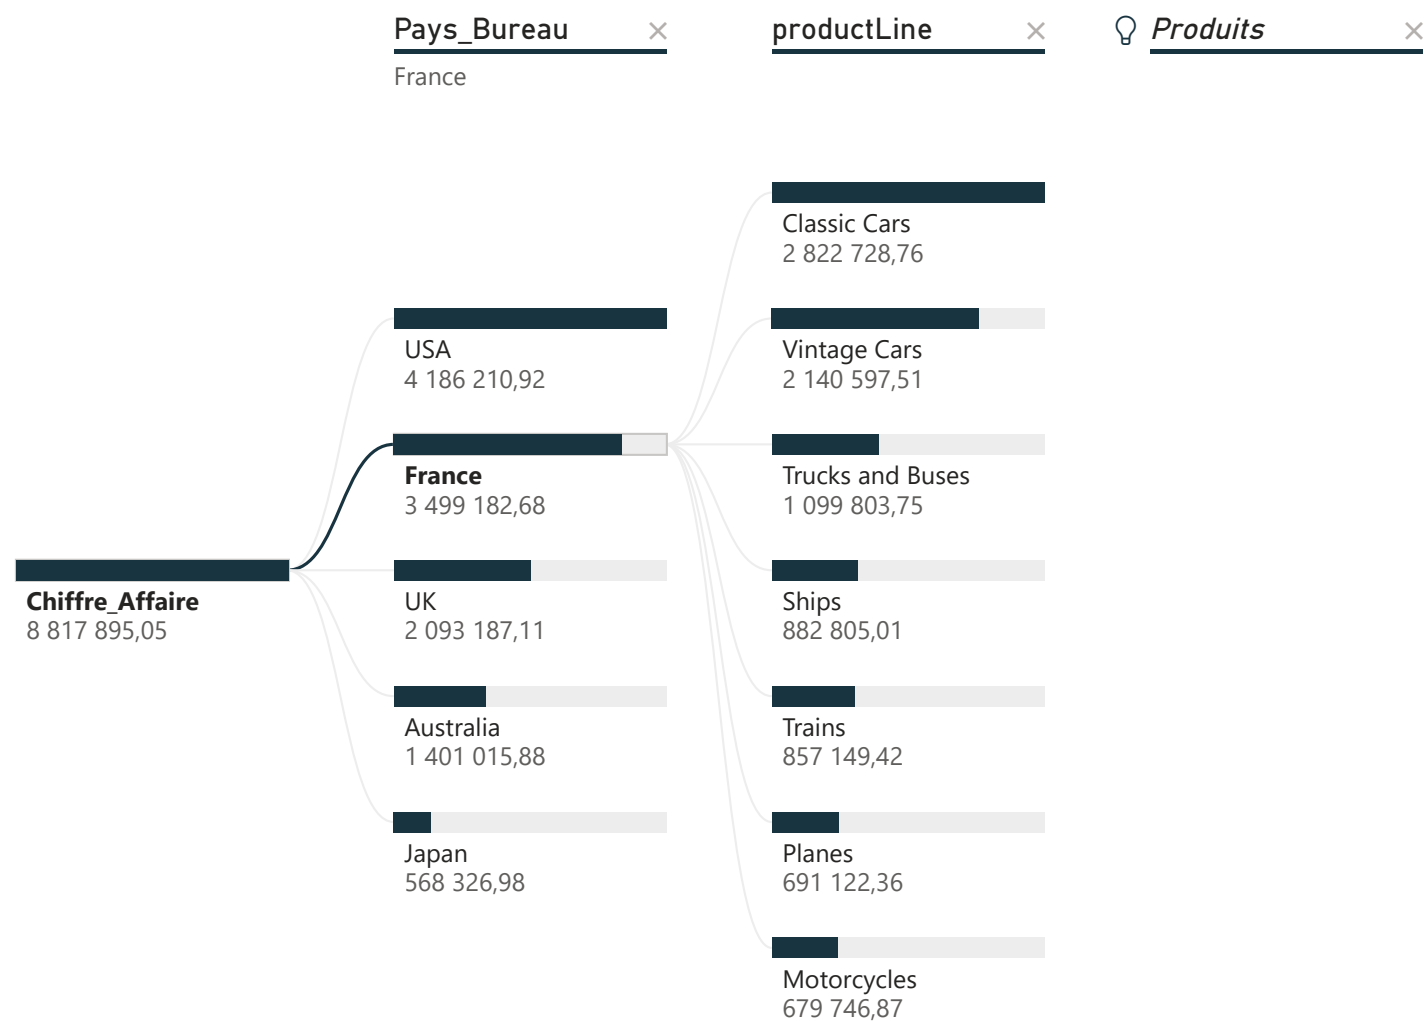 Pays_Bureau
productLine
Produits
France
Classic Cars
2 822 728,76
USA
4 186 210,92
Vintage Cars
2 140 597,51
France
3 499 182,68
Trucks and Buses
1 099 803,75
Chiffre_Affaire
8 817 895,05
UK
2 093 187,11
Ships
882 805,01
Australia
1 401 015,88
Trains
857 149,42
Japan
568 326,98
Planes
691 122,36
Motorcycles
679 746,87